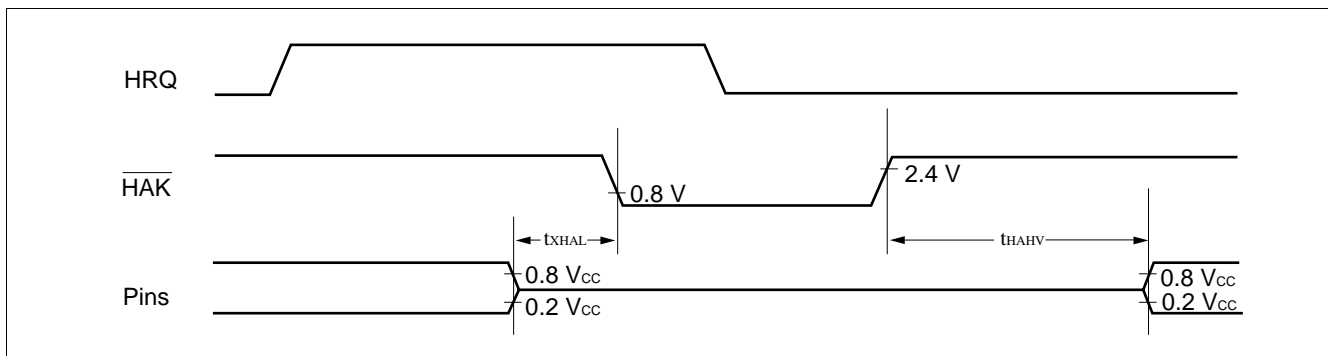 HRQ
HAK
0.8 V
2.4 V
tXHAL
tHAHV
Pins
0.8 VCC
0.2 VCC
0.8 VCC
0.2 VCC